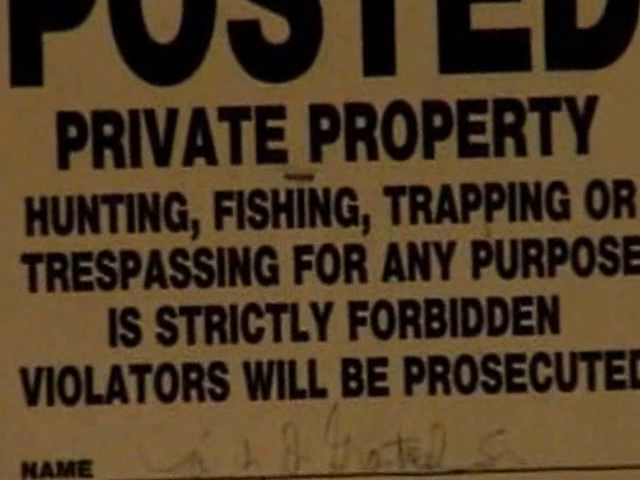 POSTED
PRIVATE PROPERTY
HUNTING, FISHING, TRAPPING OR
TRESPASSING FOR ANY PURPOSE
IS STRICTLY FORBIDDEN
VIOLATORS WILL BE PROSECUTED
NAME